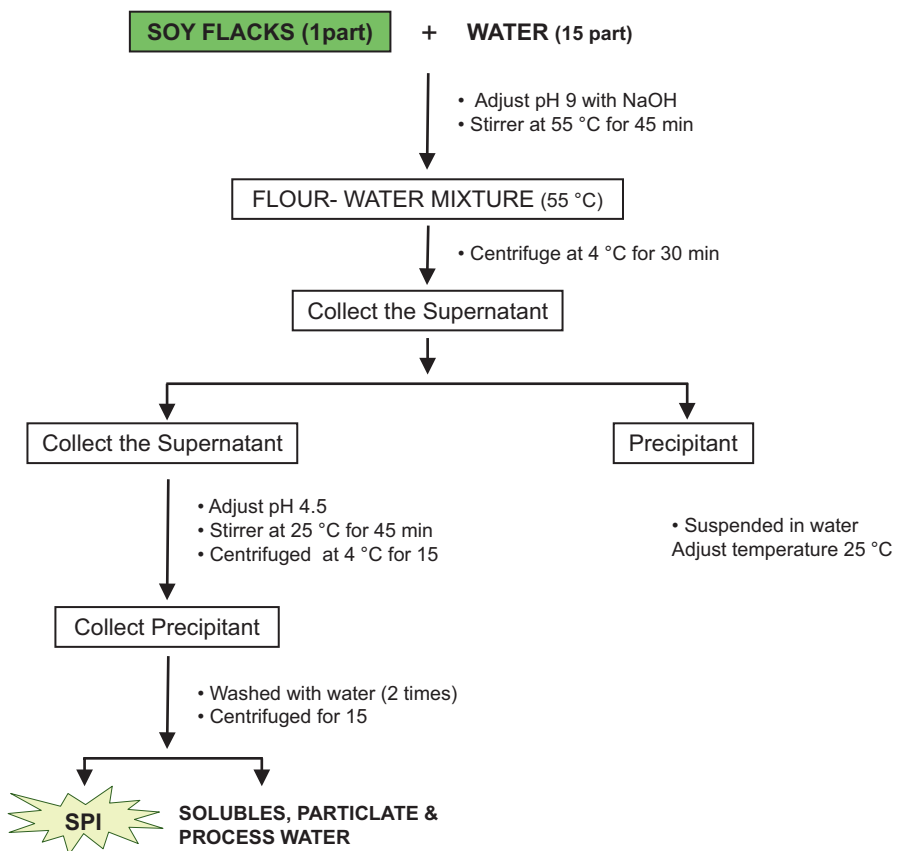 SOY FLACKS (1part) + WATER (15 part)
• Adjust pH 9 with NaOH
• Stirrer at 55 °C for 45 min
FLOUR- WATER MIXTURE (55 °C)
• Centrifuge at 4 °C for 30 min
Collect the Supernatant
Collect the Supernatant
Precipitant
• Adjust pH 4.5
• Stirrer at 25 °C for 45 min
• Centrifuged at 4 °C for 15
• Suspended in water
Adjust temperature 25 °C
Collect Precipitant
• Washed with water (2 times)
• Centrifuged for 15
SPI
SOLUBLES, PARTICLATE &
PROCESS WATER